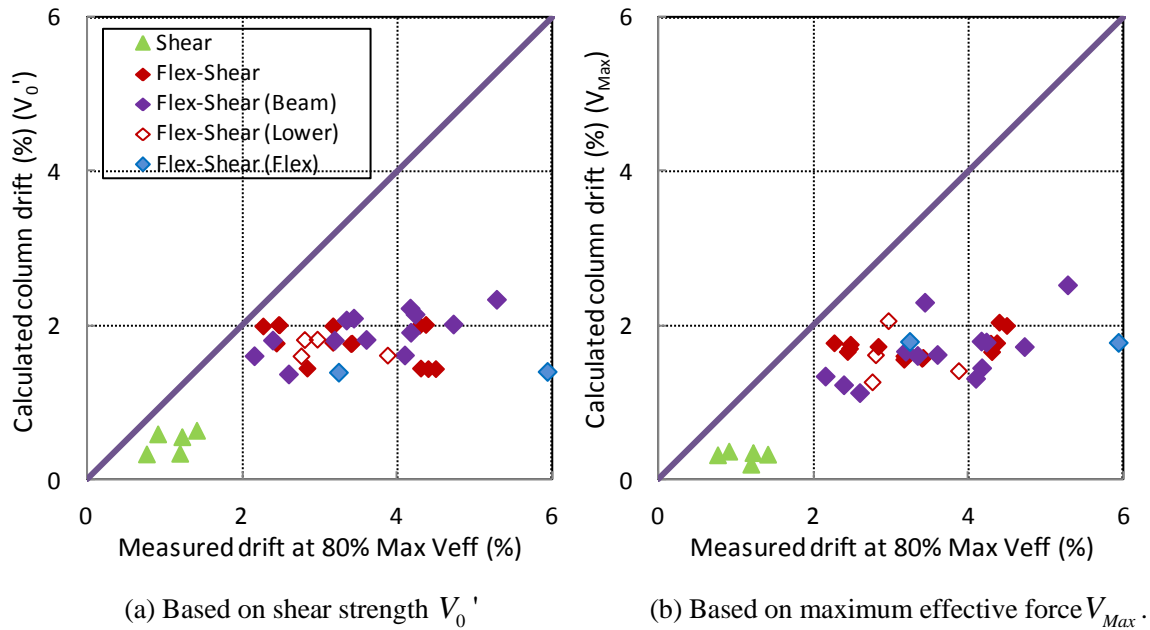 Calculated column drift (%) (V0')
6
4
2
0
Shear
Flex-Shear
Flex-Shear (Beam)
Flex-Shear (Lower)
Flex-Shear (Flex)
0 2 4 6
Measured drift at 80% Max Veff (%)
(a) Based on shear strength V0'
Calculated column drift (%) (VMax)
6
4
2
0
0 2 4 6
Measured drift at 80% Max Veff (%)
(b) Based on maximum effective force VMax.